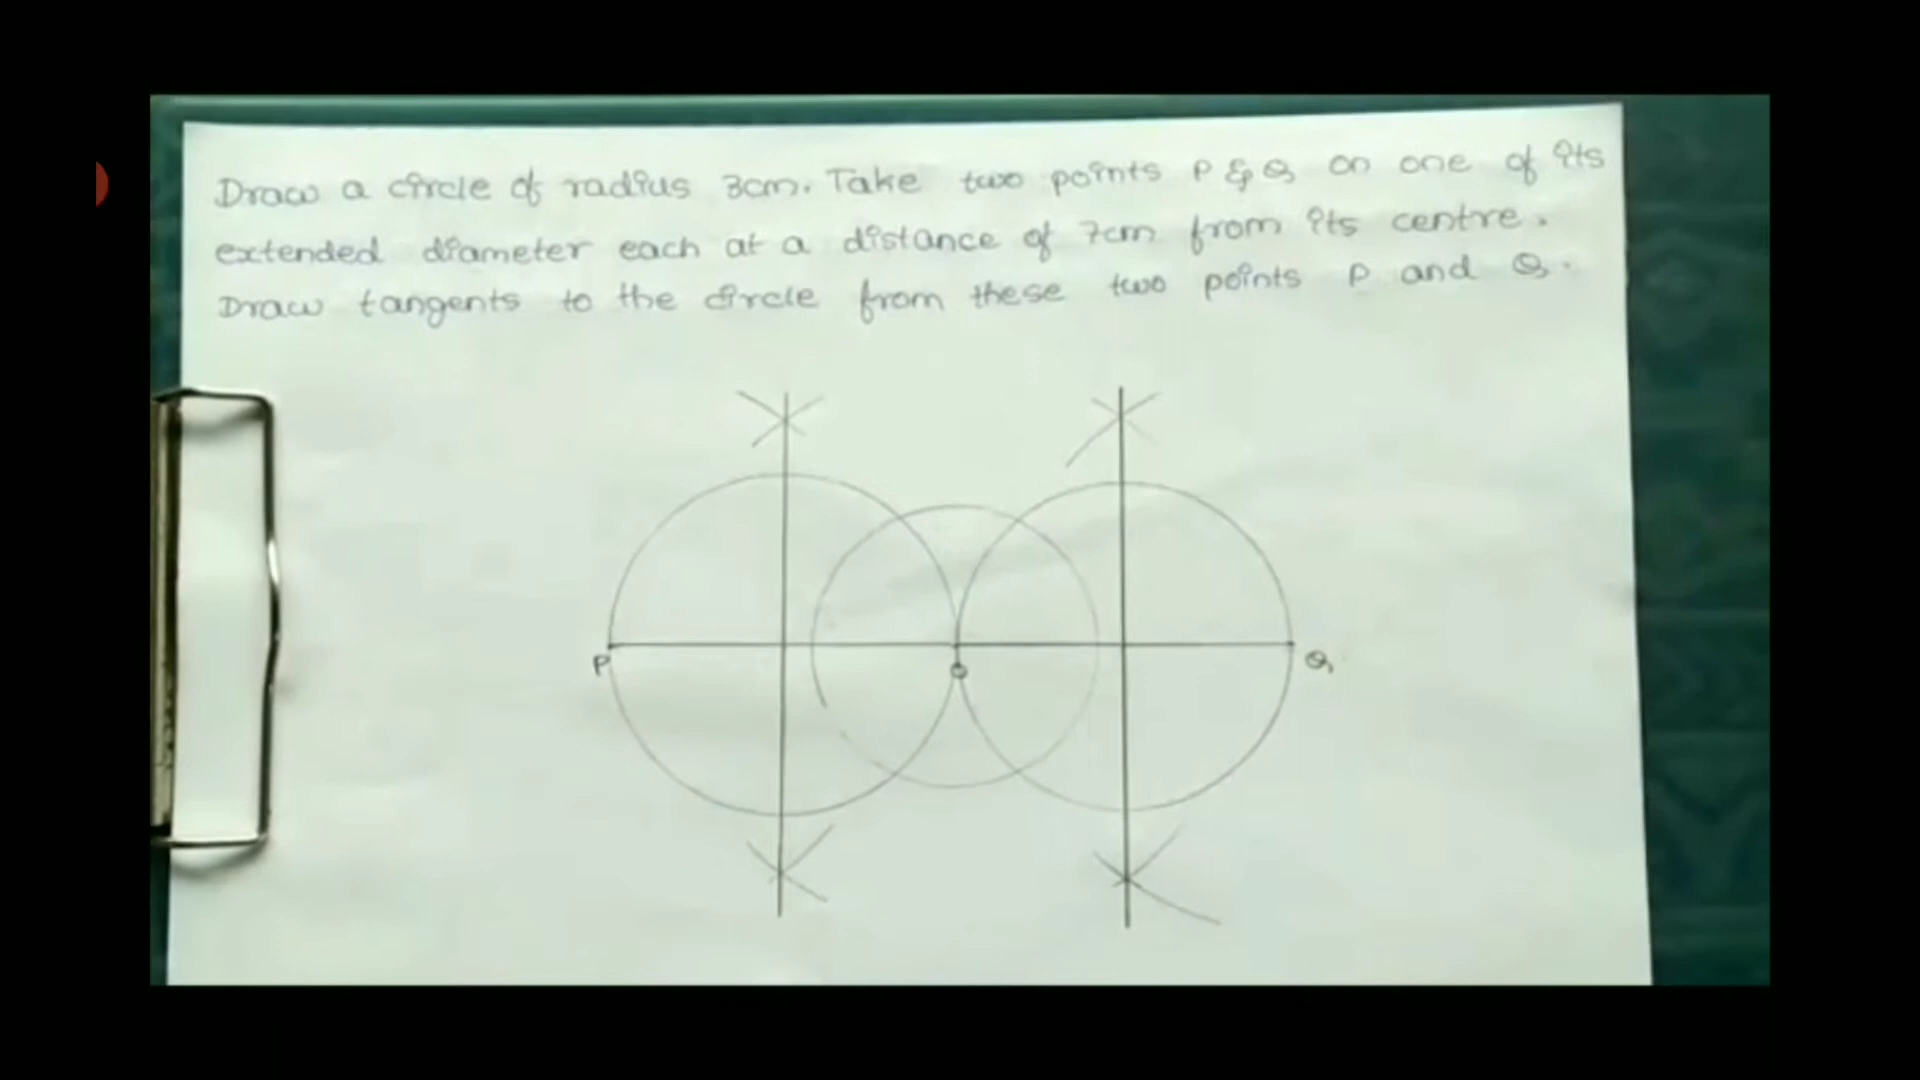 Draw a circle of radius 3cm. Take two points P & Q on one of its
extended diameter each at a distance of 7cm from its centre.
Draw tangents to the circle from these two points P and Q.
P
O
Q